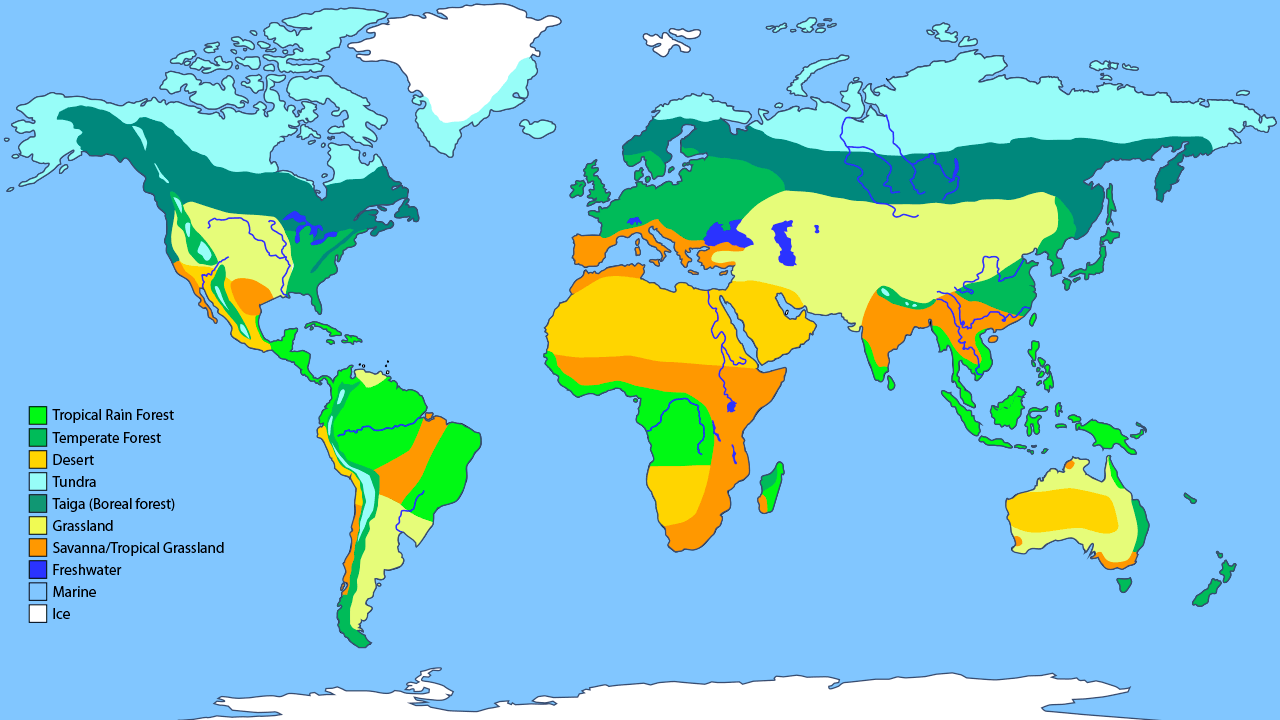 Tropical Rain Forest
Temperate Forest
Desert
Tundra
Taiga (Boreal forest)
Grassland
Savanna/Tropical Grassland
Freshwater
Marine
Ice